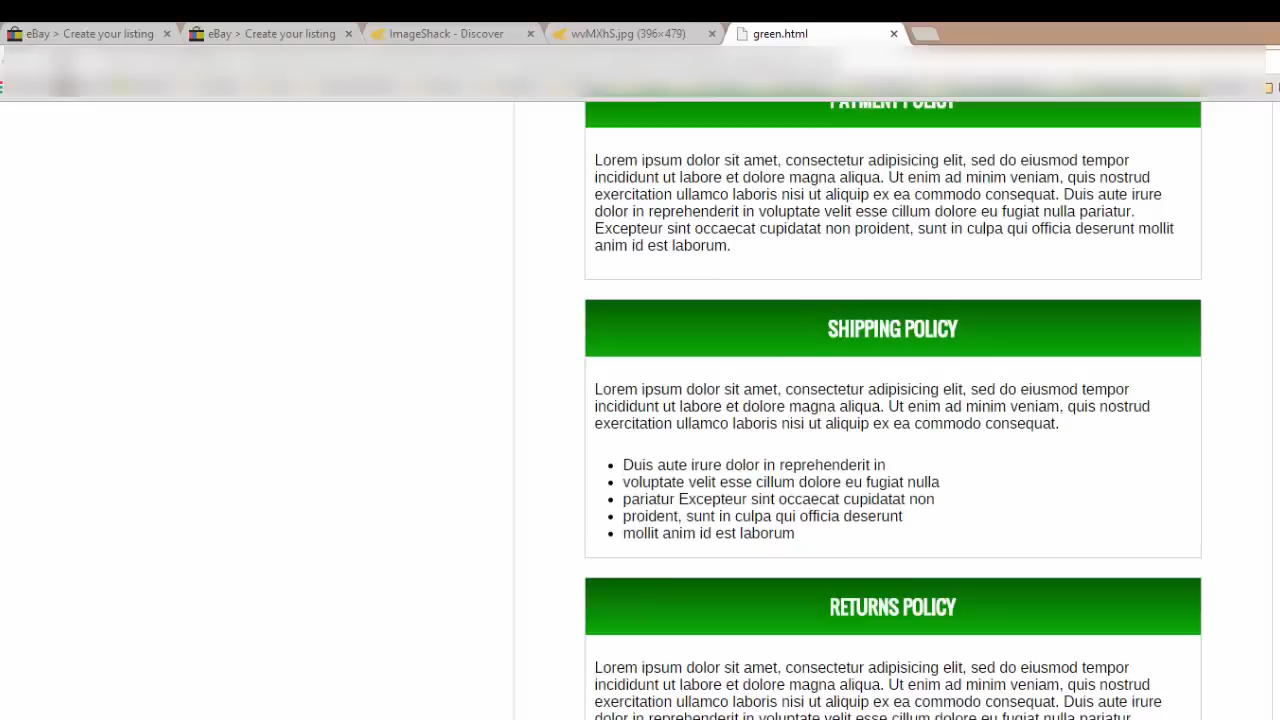 eBay > Create your listing
eBay > Create your listing
ImageShack - Discover
wvMXhS.jpg (396×479)
green.html
PAYMENT POLICY
Lorem ipsum dolor sit amet, consectetur adipisicing elit, sed do eiusmod tempor
incididunt ut labore et dolore magna aliqua. Ut enim ad minim veniam, quis nostrud
exercitation ullamco laboris nisi ut aliquip ex ea commodo consequat. Duis aute irure
dolor in reprehenderit in voluptate velit esse cillum dolore eu fugiat nulla pariatur.
Excepteur sint occaecat cupidatat non proident, sunt in culpa qui officia deserunt mollit
anim id est laborum.
SHIPPING POLICY
Lorem ipsum dolor sit amet, consectetur adipisicing elit, sed do eiusmod tempor
incididunt ut labore et dolore magna aliqua. Ut enim ad minim veniam, quis nostrud
exercitation ullamco laboris nisi ut aliquip ex ea commodo consequat.
• Duis aute irure dolor in reprehenderit in
• voluptate velit esse cillum dolore eu fugiat nulla
• pariatur Excepteur sint occaecat cupidatat non
• proident, sunt in culpa qui officia deserunt
• mollit anim id est laborum
RETURNS POLICY
Lorem ipsum dolor sit amet, consectetur adipisicing elit, sed do eiusmod tempor
incididunt ut labore et dolore magna aliqua. Ut enim ad minim veniam, quis nostrud
exercitation ullamco laboris nisi ut aliquip ex ea commodo consequat. Duis aute irure
dolor in reprehenderit in voluptate velit esse cillum dolore eu fugiat nulla pariatur.